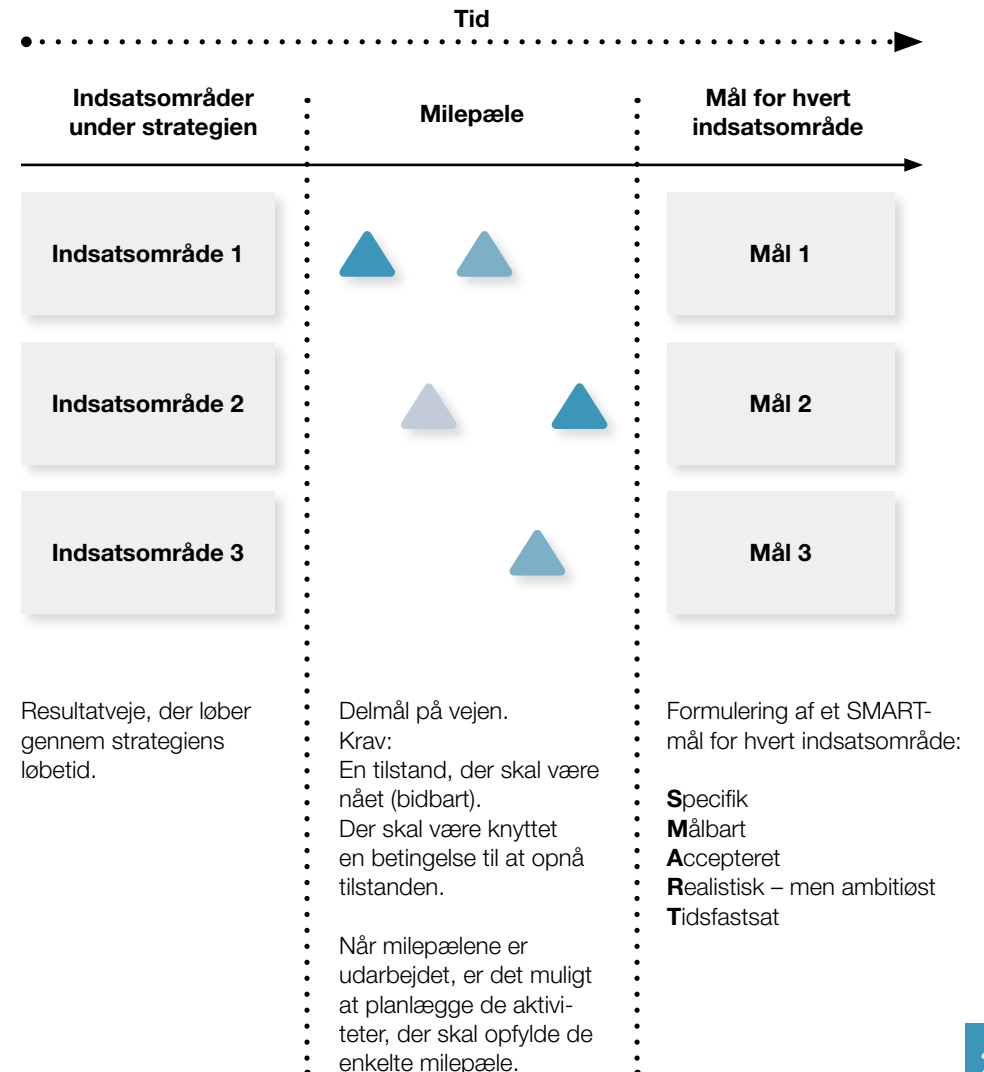 Tid
Indsatsområder
under strategien
Milepæle
Mål for hvert
indsatsområde
Indsatsområde 1
Mål 1
Indsatsområde 2
Mål 2
Indsatsområde 3
Mål 3
Resultatveje, der løber
gennem strategiens
løbetid.
Delmål på vejen.
Krav:
En tilstand, der skal være
nået (bidbart).
Der skal være knyttet
en betingelse til at opnå
tilstanden.
Når milepælene er
udarbejdet, er det muligt
at planlægge de aktivi-
teter, der skal opfylde de
enkelte milepæle.
Formulering af et SMART-
mål for hvert indsatsområde:
Specifik
Målbart
Accepteret
Realistisk – men ambitiøst
Tidsfastsat